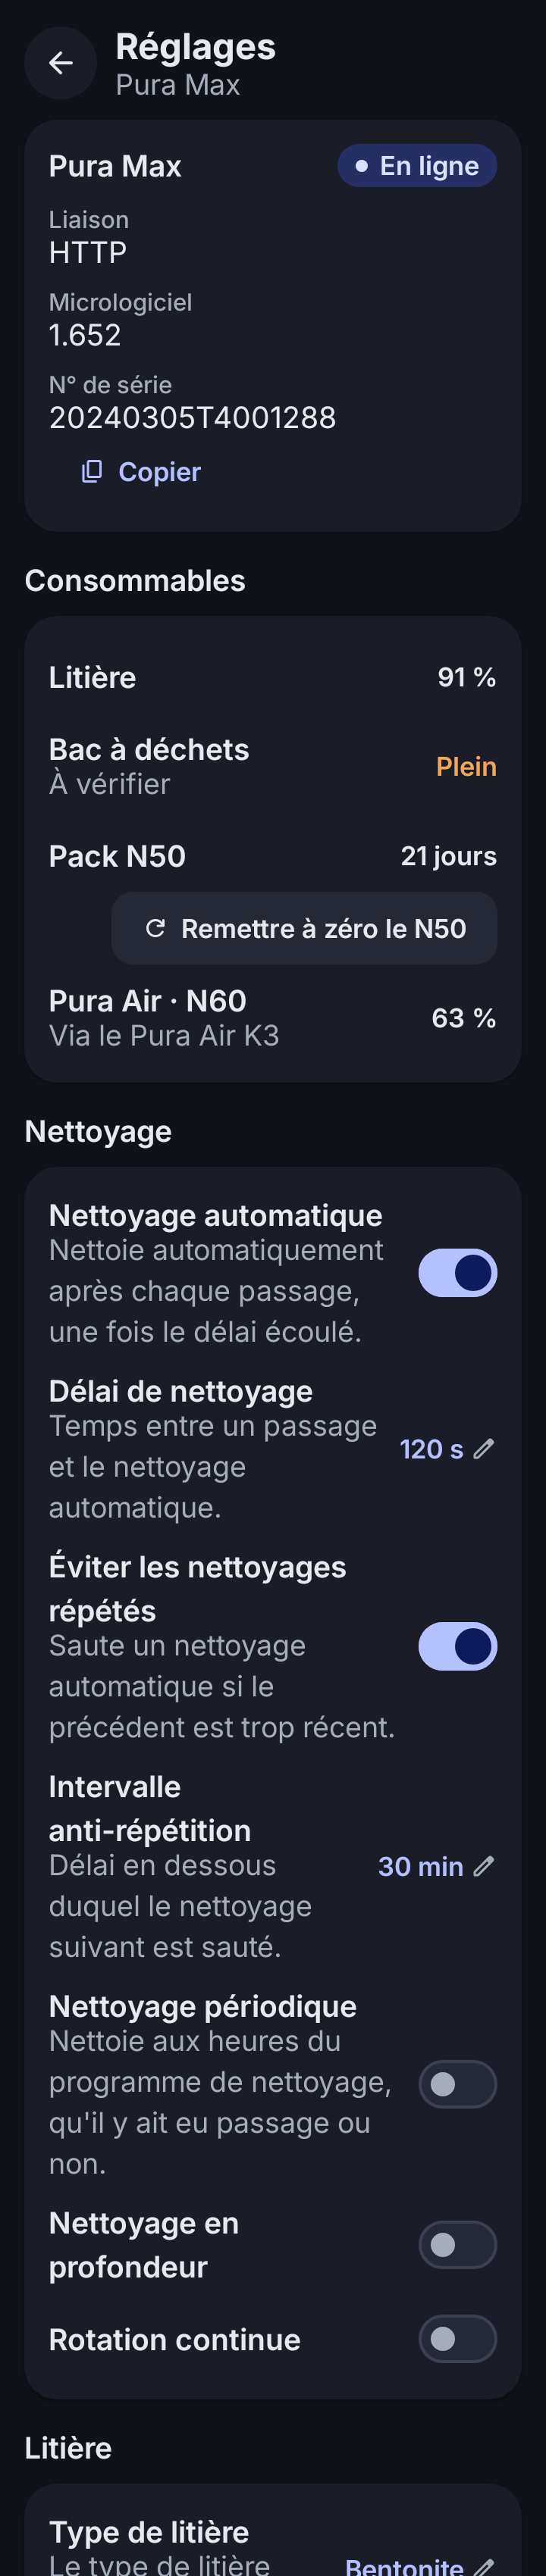 Réglages
Pura Max
Pura Max
En ligne
Liaison
HTTP
Micrologiciel
1.652
N° de série
20240305T4001288
Copier
Consommables
Litière
91 %
Bac à déchets
À vérifier
Plein
Pack N50
21 jours
Remettre à zéro le N50
Pura Air · N60
Via le Pura Air K3
63 %
Nettoyage
Nettoyage automatique
Nettoie automatiquement
après chaque passage,
une fois le délai écoulé.
Délai de nettoyage
Temps entre un passage
et le nettoyage
automatique.
120 s
Éviter les nettoyages
répétés
Saute un nettoyage
automatique si le
précédent est trop récent.
Intervalle
anti-répétition
Délai en dessous
duquel le nettoyage
suivant est sauté.
30 min
Nettoyage périodique
Nettoie aux heures du
programme de nettoyage,
qu'il y ait eu passage ou
non.
Nettoyage en
profondeur
Rotation continue
Litière
Type de litière
Le type de litière
Bentonite